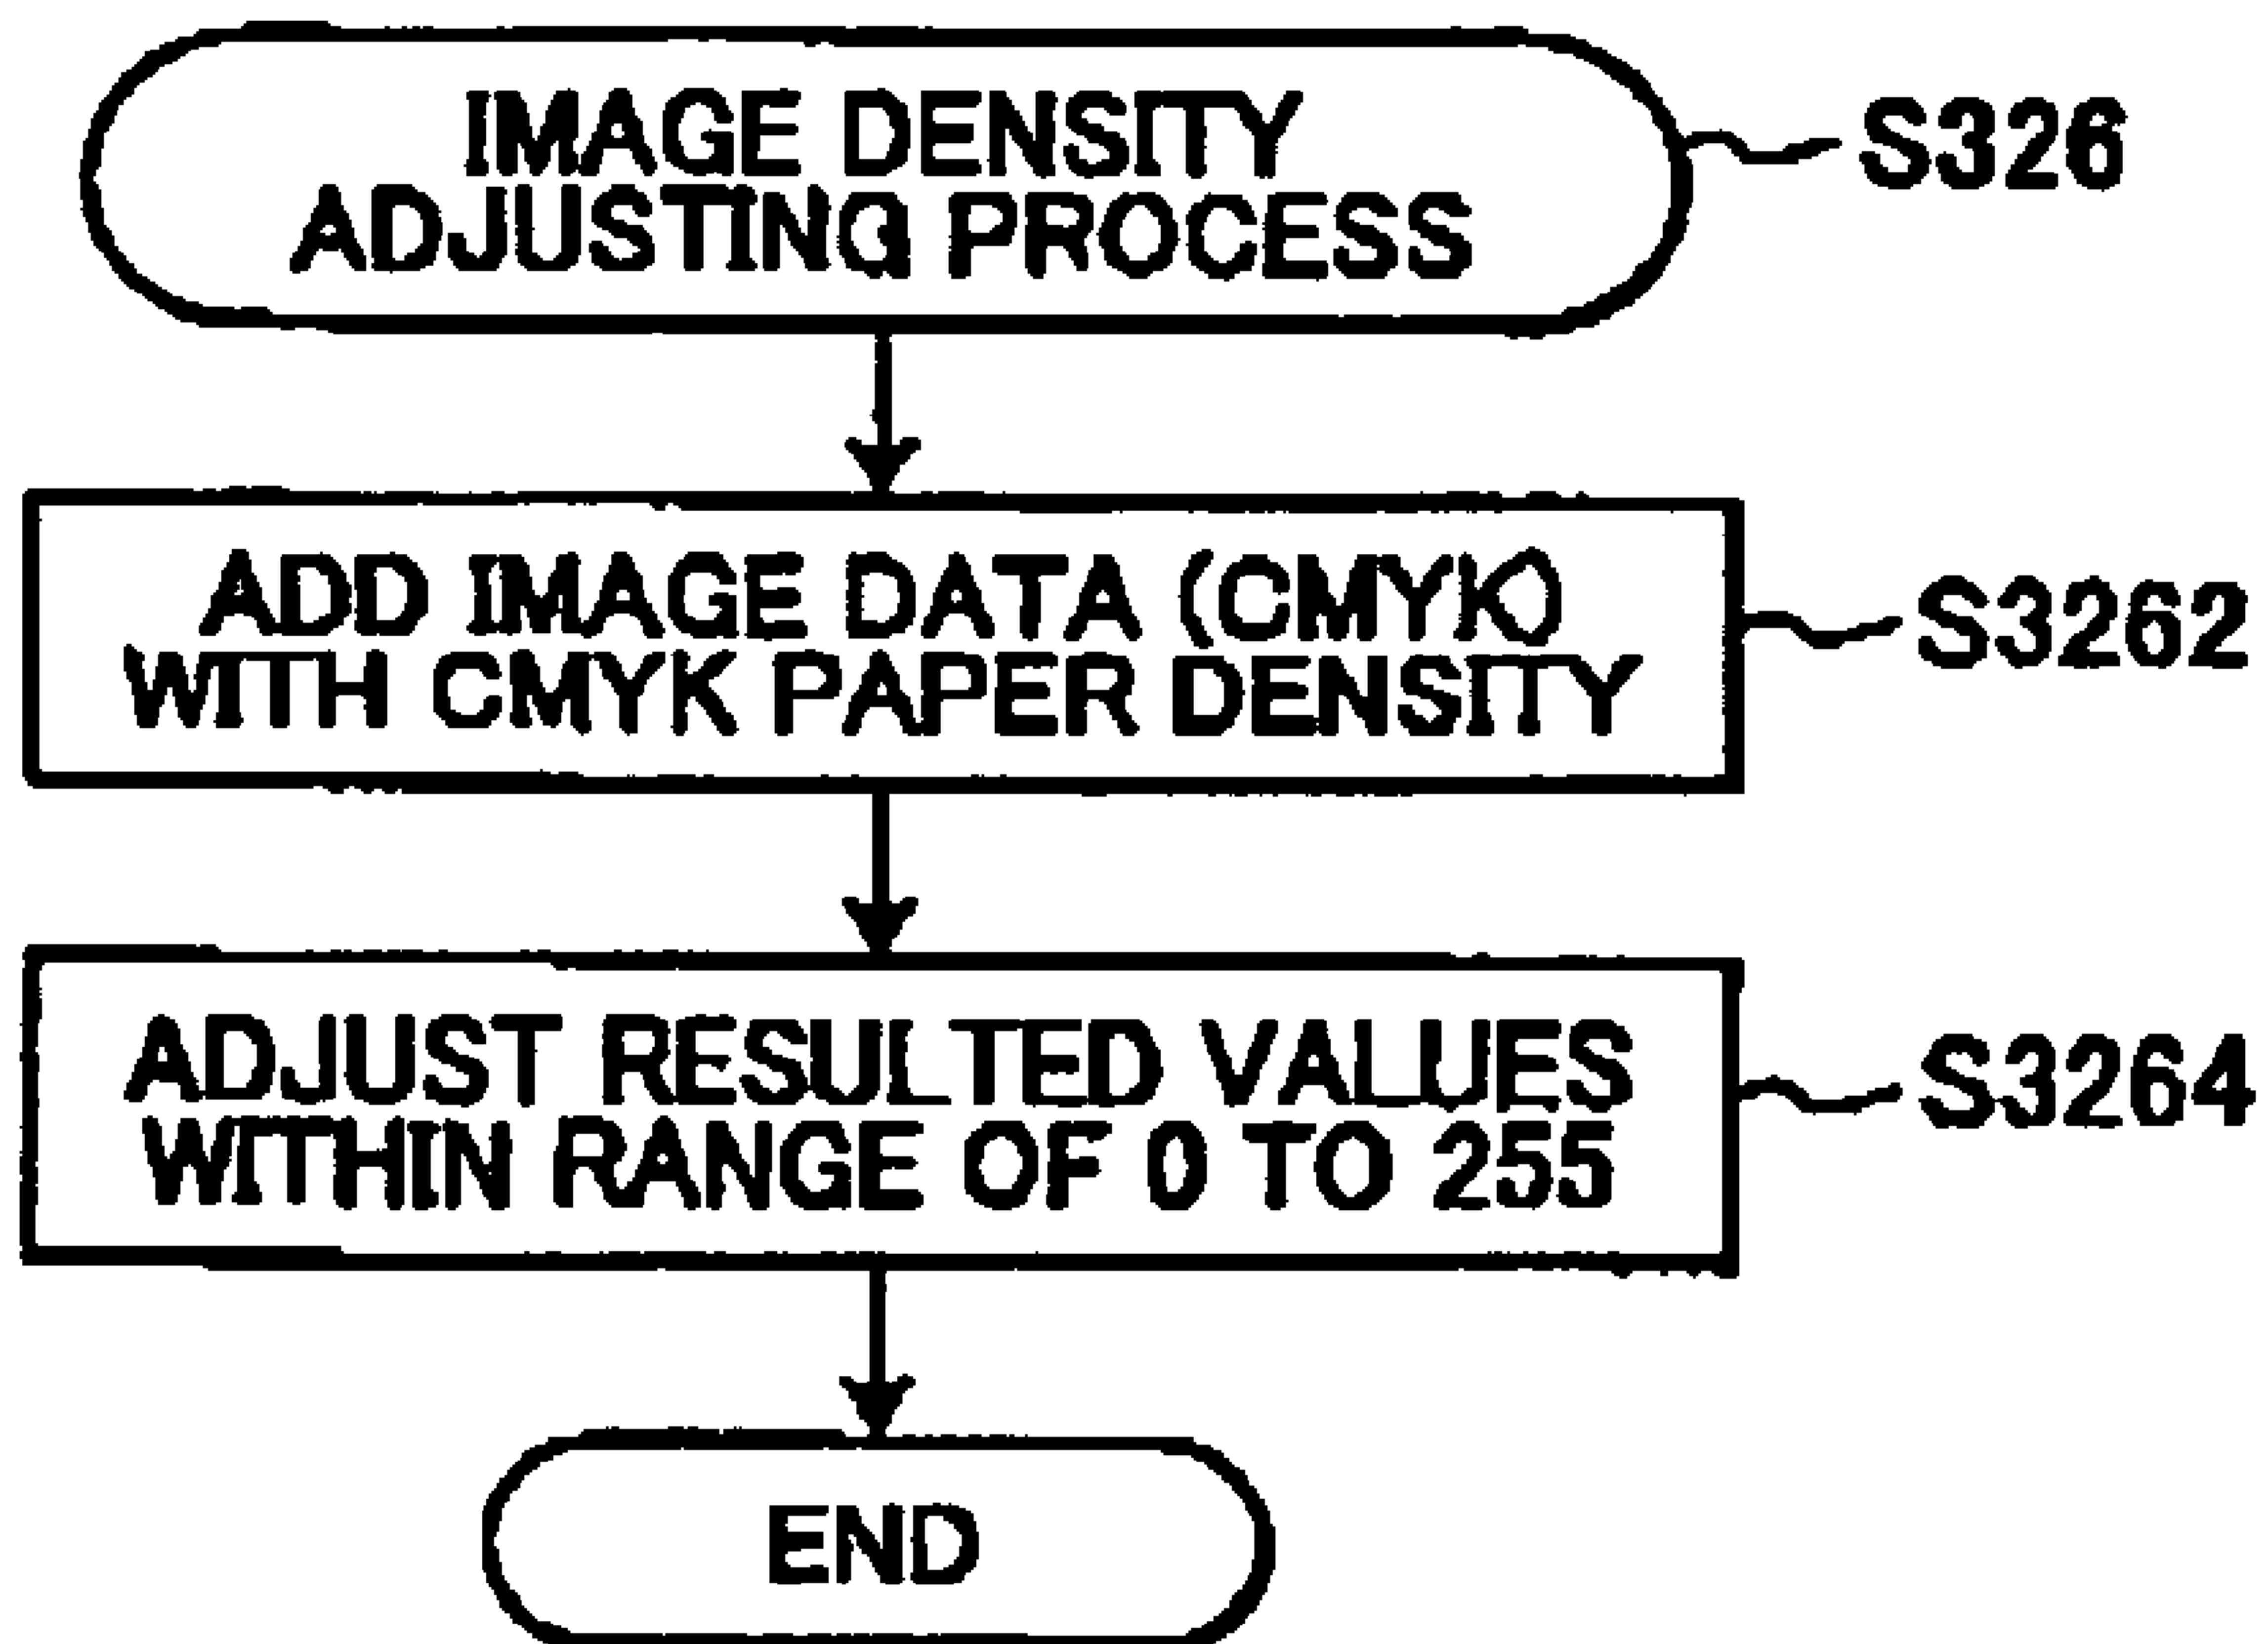 IMAGE DENSITY
ADJUSTING PROCESS
S326
ADD IMAGE DATA (CMYK)
WITH CMYK PAPER DENSITY
S3262
ADJUST RESULTED VALUES
WITHIN RANGE OF 0 TO 255
S3264
END